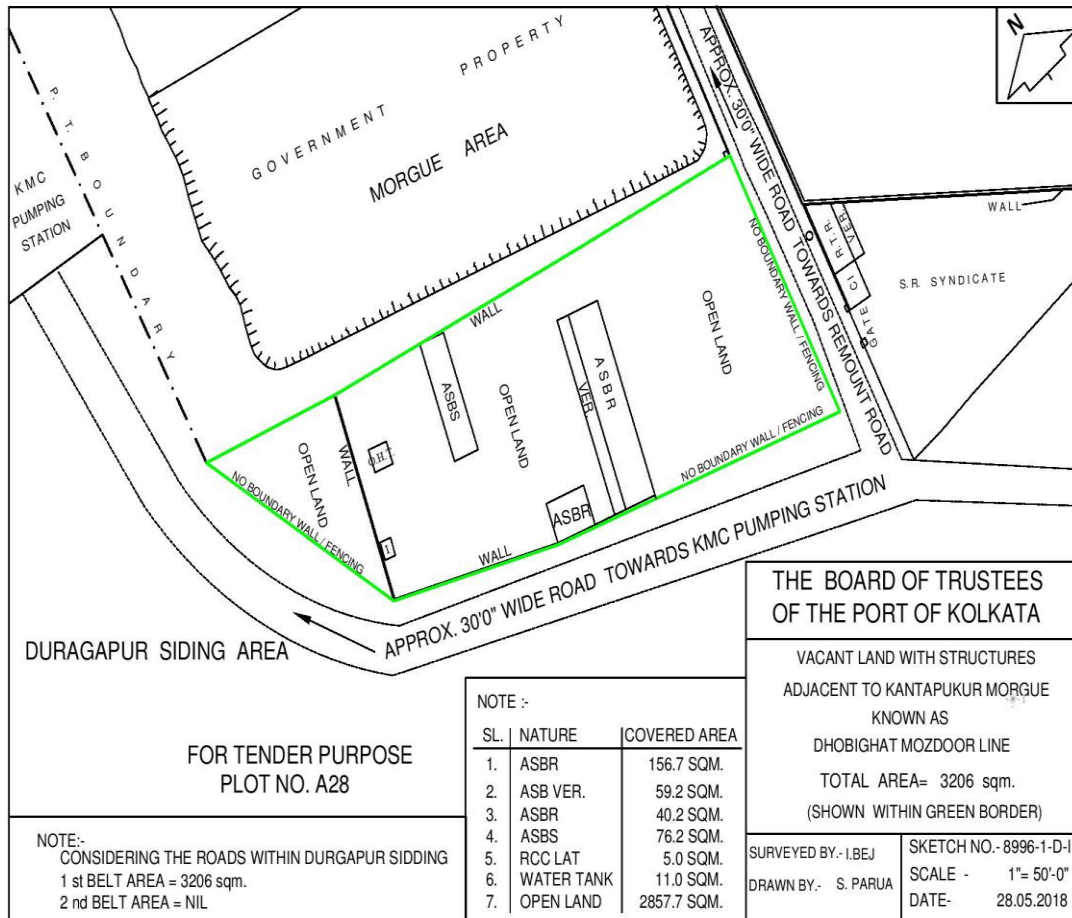 N
P. T. BOUNDARY
KMC
PUMPING
STATION
GOVERNMENT PROPERTY
MORGUE AREA
APPROX. 30'0" WIDE ROAD TOWARDS REMOUNT ROAD
WALL
R.T.R.
VER
CI
GATE
S.R. SYNDICATE
NO BOUNDARY WALL / FENCING
OPEN LAND
WALL
ASBS
OPEN LAND
VER
ASBR
NO BOUNDARY WALL / FENCING
O.H.T.
WALL
OPEN LAND
NO BOUNDARY WALL / FENCING
ASBR
WALL
APPROX. 30'0" WIDE ROAD TOWARDS KMC PUMPING STATION
DURAGAPUR SIDING AREA
FOR TENDER PURPOSE
PLOT NO. A28
NOTE:-
CONSIDERING THE ROADS WITHIN DURGAPUR SIDDING
1 st BELT AREA = 3206 sqm.
2 nd BELT AREA = NIL
NOTE :-
SL. NATURE COVERED AREA
1. ASBR 156.7 SQM.
2. ASB VER. 59.2 SQM.
3. ASBR 40.2 SQM.
4. ASBS 76.2 SQM.
5. RCC LAT 5.0 SQM.
6. WATER TANK 11.0 SQM.
7. OPEN LAND 2857.7 SQM.
THE BOARD OF TRUSTEES
OF THE PORT OF KOLKATA
VACANT LAND WITH STRUCTURES
ADJACENT TO KANTAPUKUR MORGUE
KNOWN AS
DHOBIGHAT MOZDOOR LINE
TOTAL AREA= 3206 sqm.
(SHOWN WITHIN GREEN BORDER)
SURVEYED BY.- I.BEJ
DRAWN BY.- S. PARUA
SKETCH NO.- 8996-1-D-I
SCALE - 1"= 50'-0"
DATE- 28.05.2018